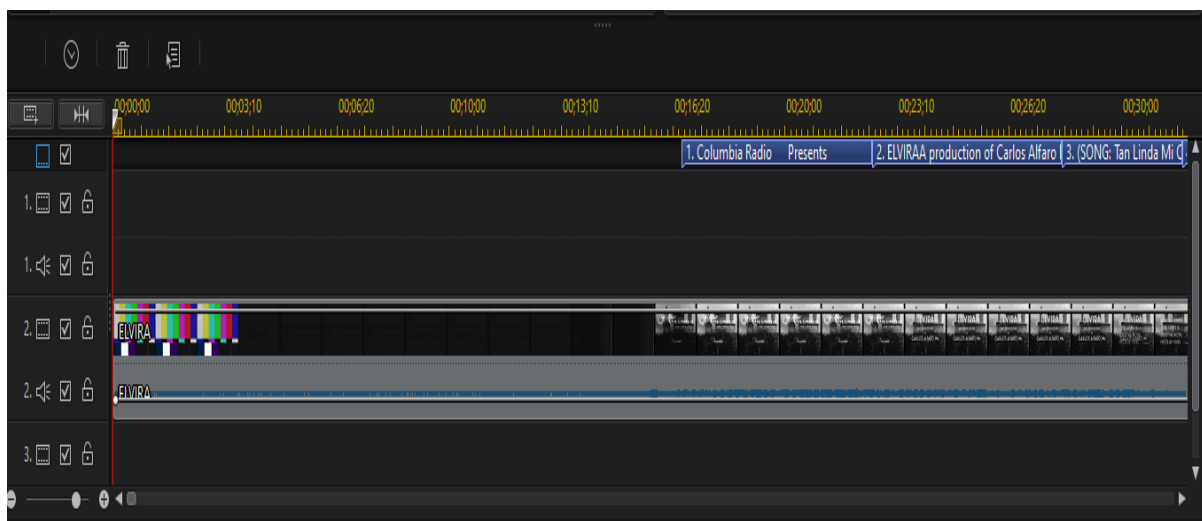 00;00;00 00;03;10 00;06;20 00;10;00 00;13;10 00;16;20 00;20;00 00;23;10 00;26;20 00;30;00
1. Columbia Radio Presents 2. ELVIRAA production of Carlos Alfaro 3. (SONG: Tan Linda Mi C
1.
1.
2. ELVIRA
2. ELVIRA
3.